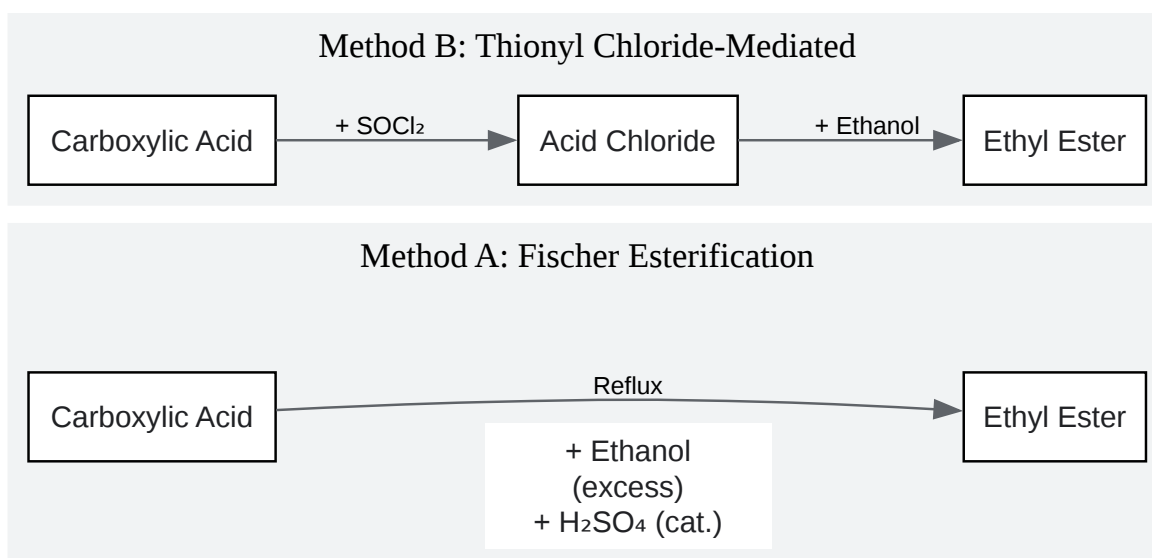 Method B: Thionyl Chloride-Mediated
Carboxylic Acid
+ SOCl₂
Acid Chloride
+ Ethanol
Ethyl Ester
Method A: Fischer Esterification
Carboxylic Acid
Reflux
Ethyl Ester
+ Ethanol
(excess)
+ H₂SO₄ (cat.)